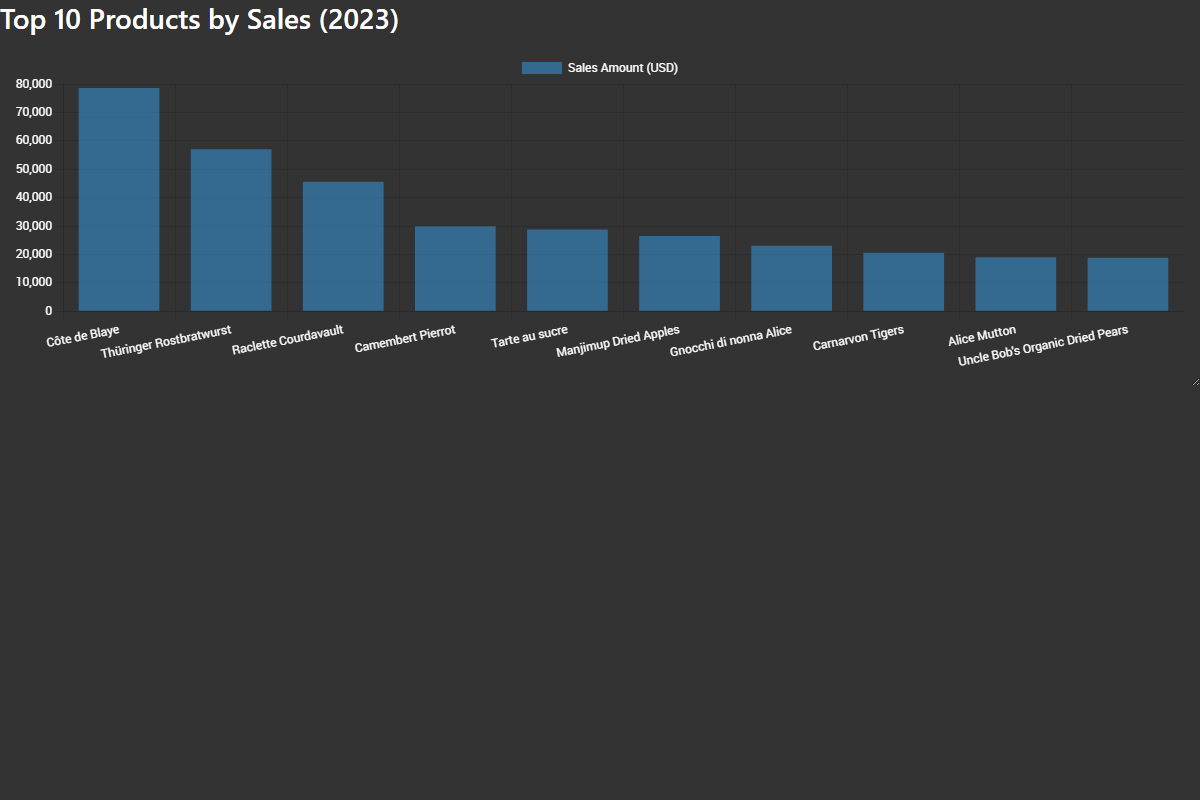 Top 10 Products by Sales (2023)
Sales Amount (USD)
80,000
70,000
60,000
50,000
40,000
30,000
20,000
10,000
0
Côte de Blaye
Thüringer Rostbratwurst
Raclette Courdavault
Camembert Pierrot
Tarte au sucre
Manjimup Dried Apples
Gnocchi di nonna Alice
Carnarvon Tigers
Alice Mutton
Uncle Bob's Organic Dried Pears